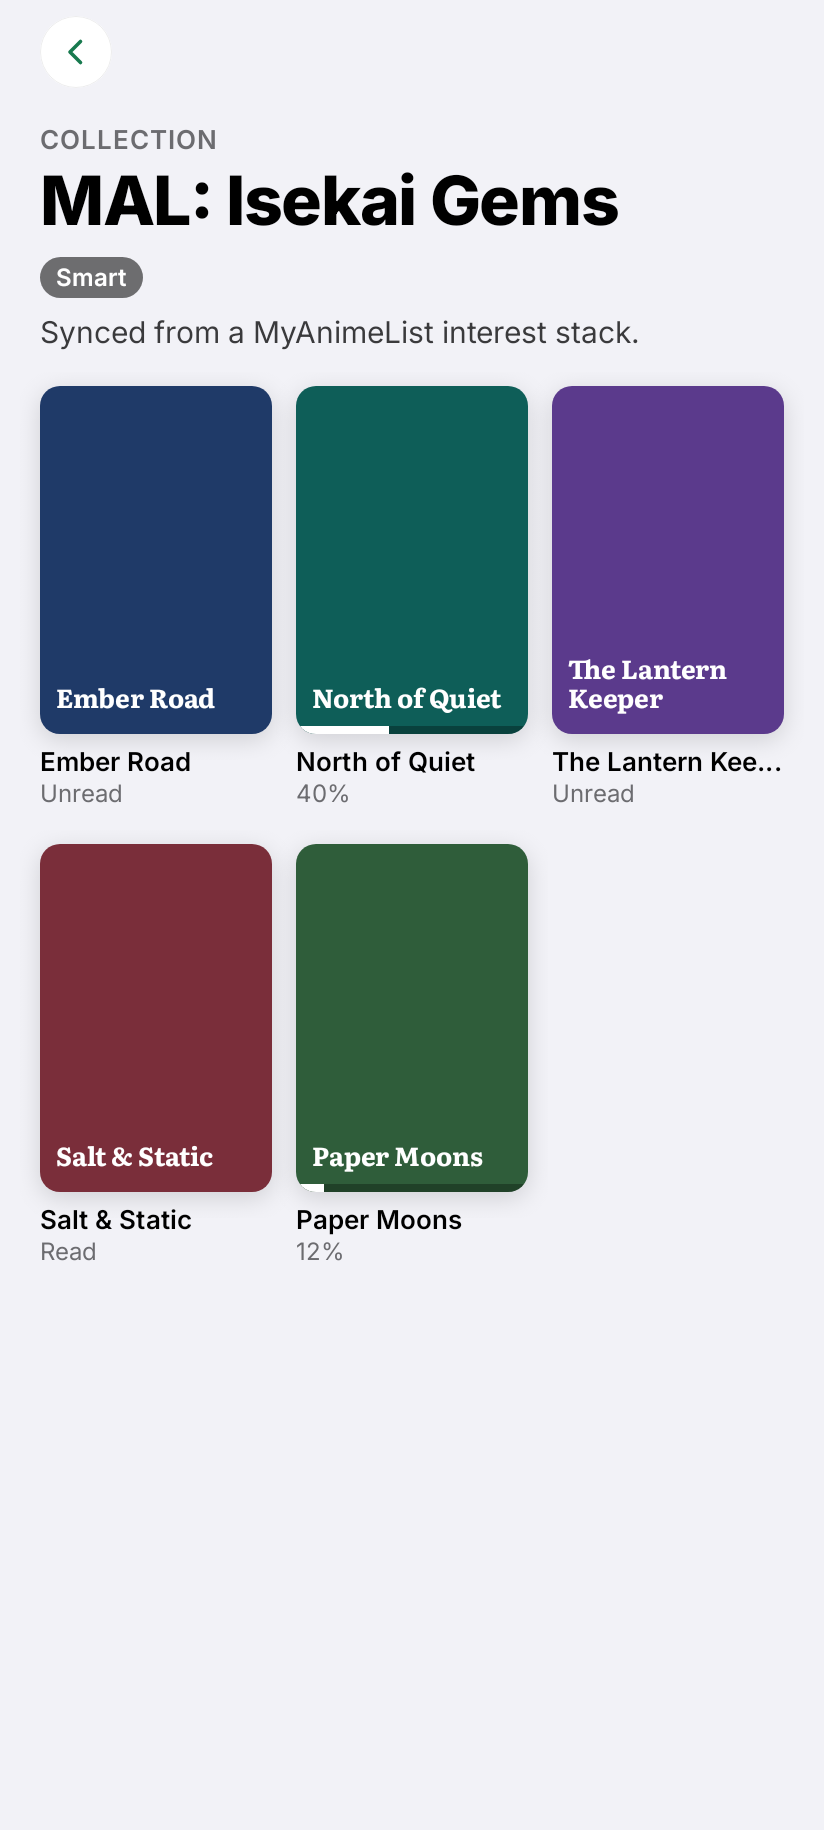 COLLECTION
MAL: Isekai Gems
Smart
Synced from a MyAnimeList interest stack.
Ember Road
North of Quiet
The Lantern
Keeper
Ember Road
North of Quiet
The Lantern Kee...
Unread
40%
Unread
Salt & Static
Paper Moons
Salt & Static
Paper Moons
Read
12%